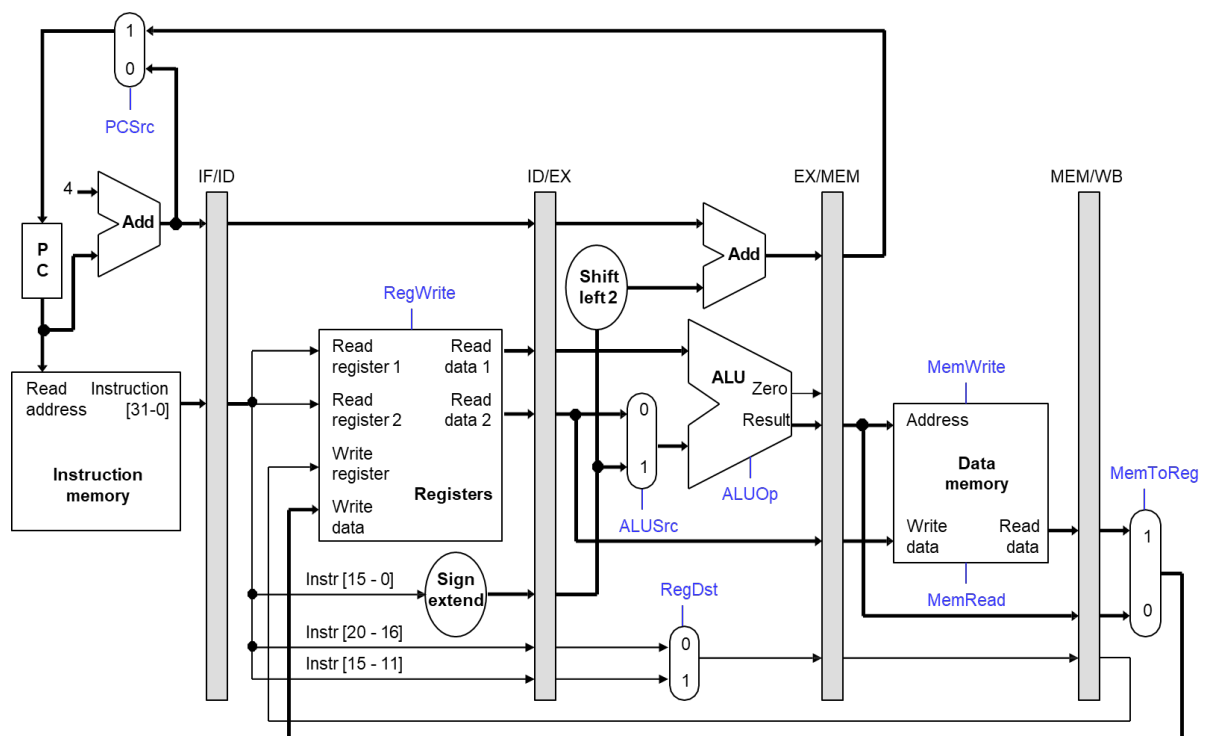 1
0
PCSrc
IF/ID
ID/EX
EX/MEM
MEM/WB
4
Add
P
C
Add
Shift
left 2
RegWrite
Read
register 1
Read
data 1
Read
register 2
Read
data 2
Write
register
Write
data
Registers
Read
address
Instruction
[31-0]
Instruction
memory
0
1
ALUSrc
ALU
Zero
Result
ALUOp
MemWrite
Address
Data
memory
Write
data
Read
data
MemRead
MemToReg
1
0
Instr [15 - 0]
Sign
extend
RegDst
Instr [20 - 16]
0
Instr [15 - 11]
1